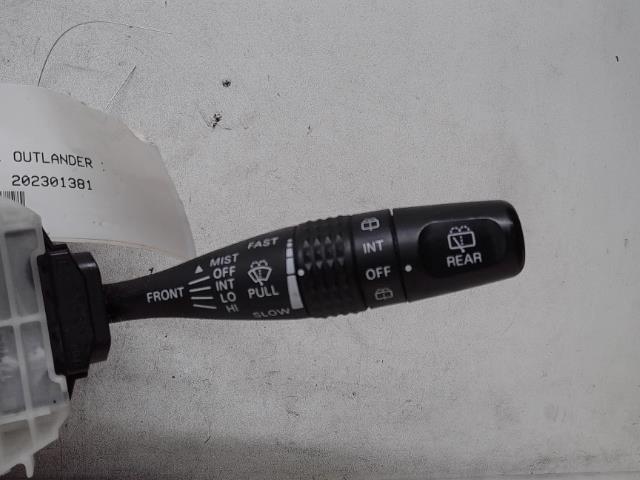 OUTLANDER :
202301381
FAST
MIST
OFF
INT
LO
HI
FRONT
PULL
SLOW
INT
OFF
REAR